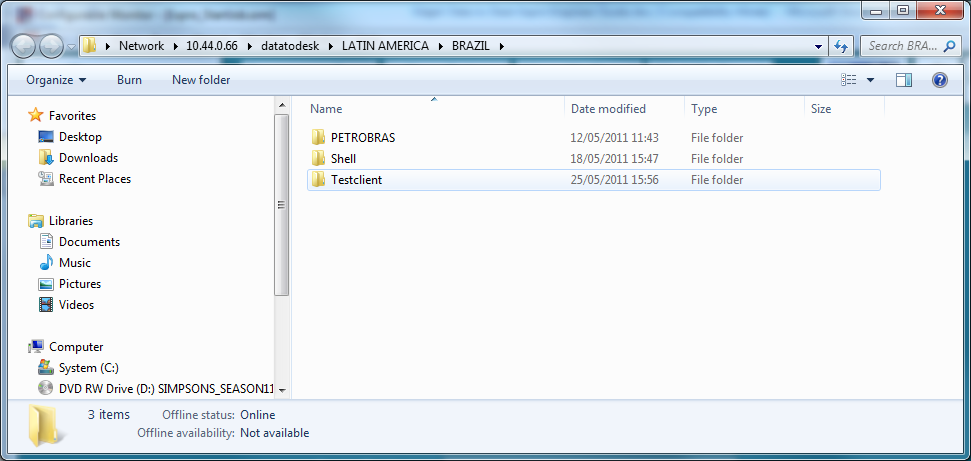 Network ▸ 10.44.0.66 ▸ datatodesk ▸ LATIN AMERICA ▸ BRAZIL ▸ Search BRA...
Organize Burn New folder
Favorites
Desktop
Downloads
Recent Places
Libraries
Documents
Music
Pictures
Videos
Computer
System (C:)
DVD RW Drive (D:) SIMPSONS_SEASON11
Name Date modified Type Size
PETROBRAS 12/05/2011 11:43 File folder
Shell 18/05/2011 15:47 File folder
Testclient 25/05/2011 15:56 File folder
3 items Offline status: Online
Offline availability: Not available